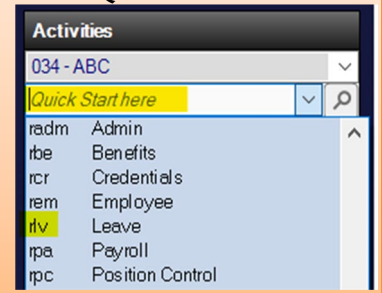 Activities
034 - ABC
Quick Start here
radm Admin
rbe Benefits
rcr Credentials
rem Employee
rlv Leave
rpa Payroll
rpc Position Control